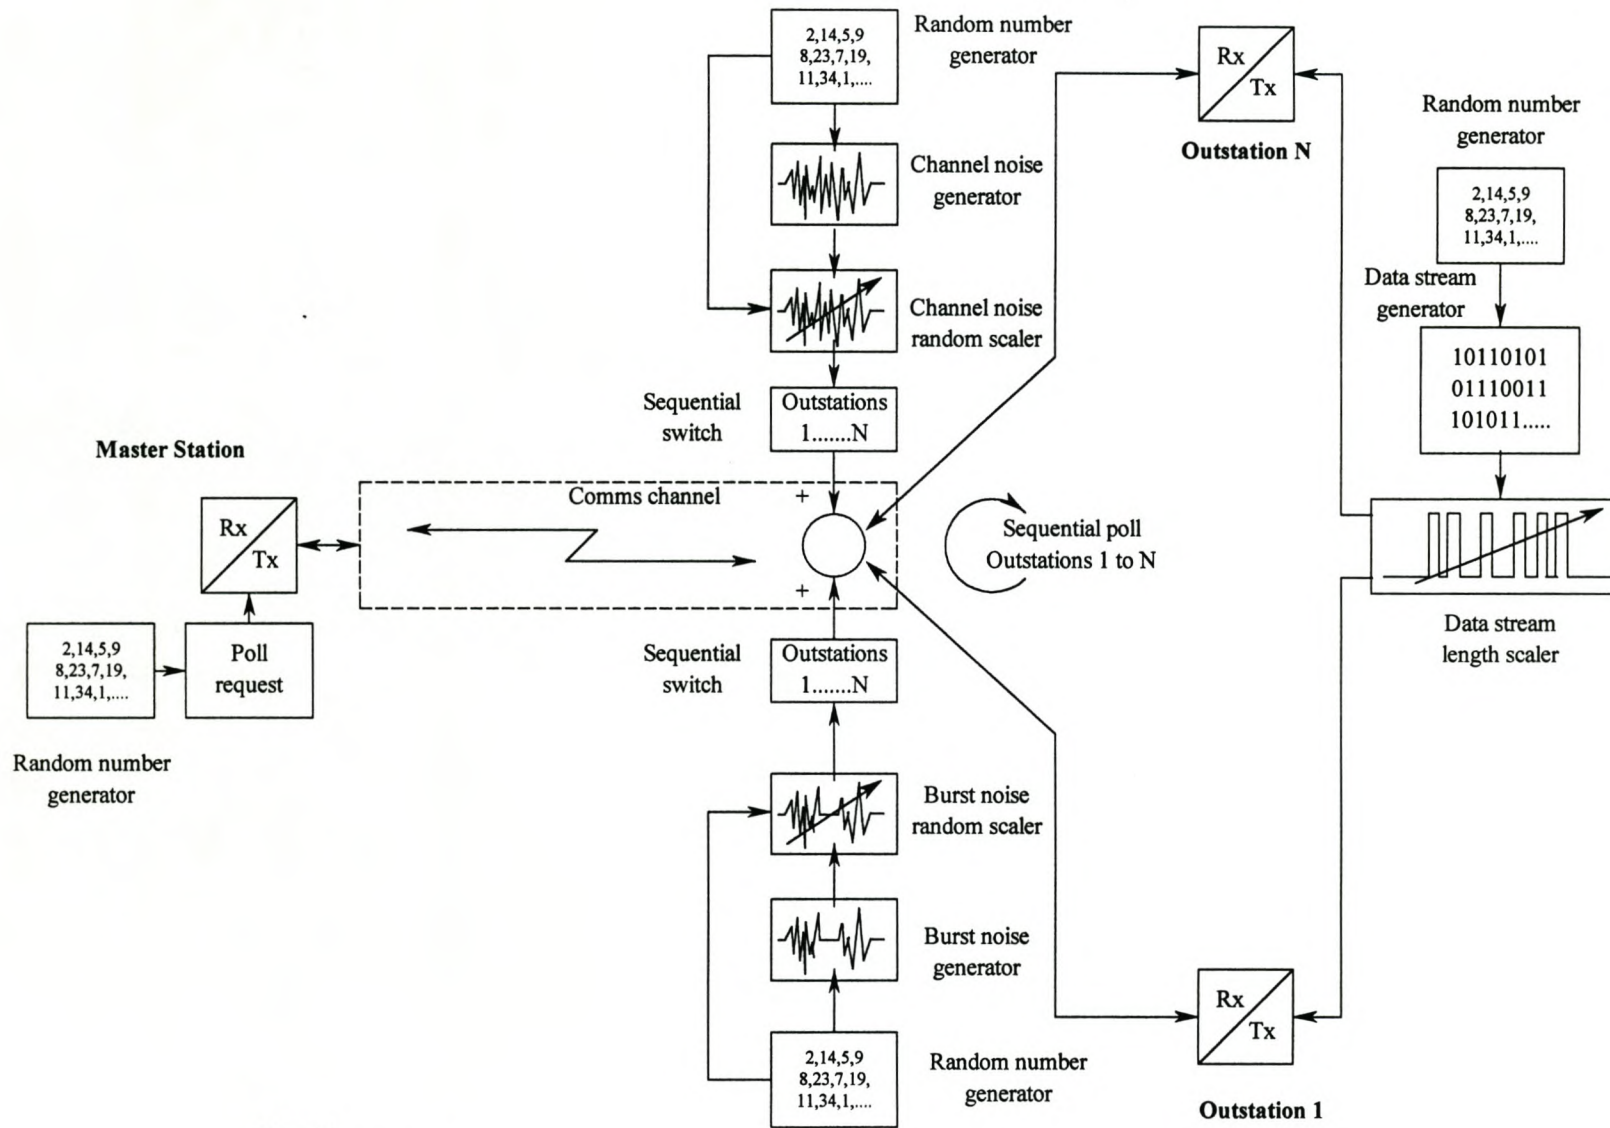 2,14,5,9
8,23,7,19,
11,34,1,....
Random number
generator
Rx
Tx
Outstation N
Random number
generator
2,14,5,9
8,23,7,19,
11,34,1,....
Channel noise
generator
Channel noise
random scaler
Data stream
generator
10110101
01110011
101011.....
Sequential
switch
Outstations
1.......N
Master Station
Comms channel
+
+
Rx
Tx
Sequential poll
Outstations 1 to N
Data stream
length scaler
2,14,5,9
8,23,7,19,
11,34,1,....
Poll
request
Random number
generator
Sequential
switch
Outstations
1.......N
Burst noise
random scaler
Burst noise
generator
2,14,5,9
8,23,7,19,
11,34,1,....
Random number
generator
Rx
Tx
Outstation 1